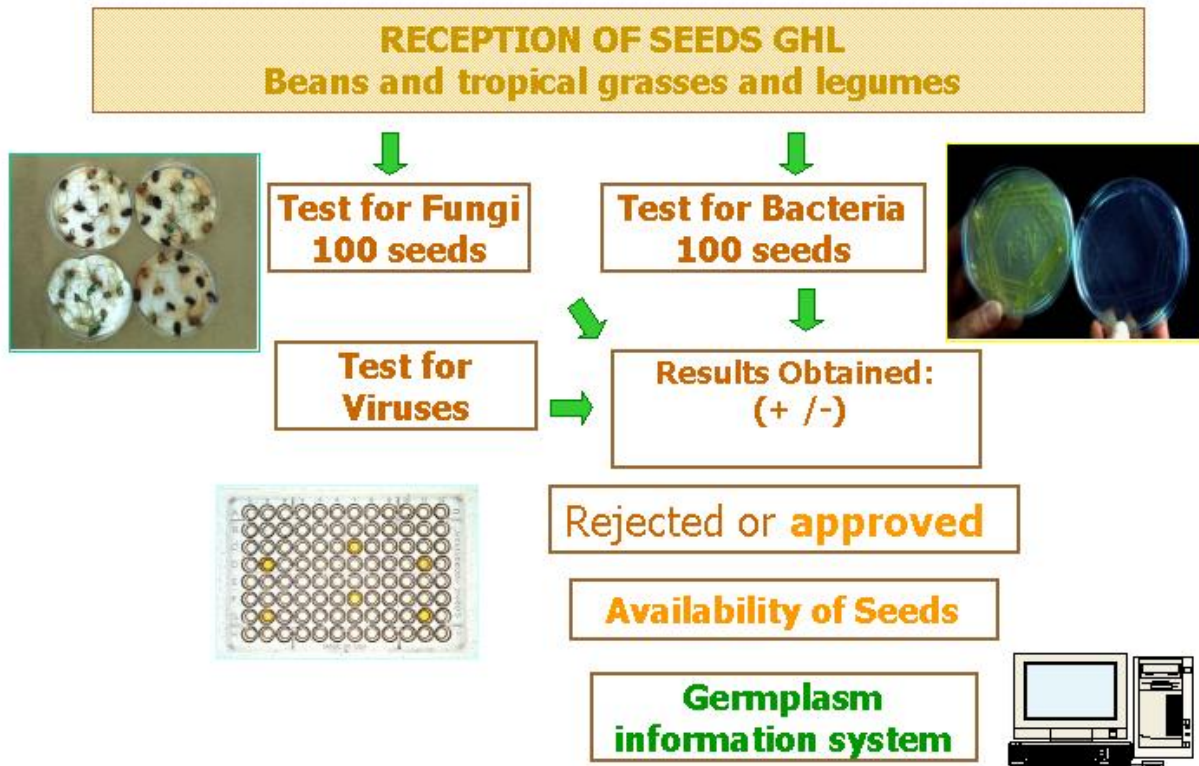 RECEPTION OF SEEDS GHL
Beans and tropical grasses and legumes
Test for Fungi
100 seeds
Test for Bacteria
100 seeds
Test for
Viruses
Results Obtained:
(+ /-)
Rejected or approved
Availability of Seeds
Germplasm
information system